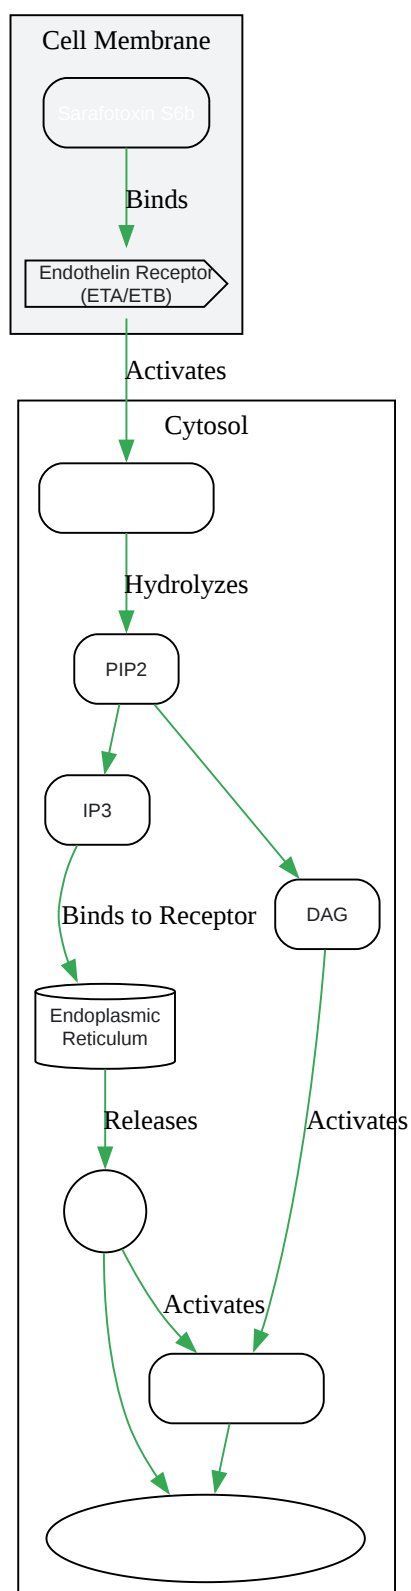 Cell Membrane
Sarafotoxin S6b
Binds
Endothelin Receptor
(ETA/ETB)
Activates
Cytosol
Hydrolyzes
PIP2
IP3
DAG
Binds to Receptor
Endoplasmic
Reticulum
Releases
Activates
Activates